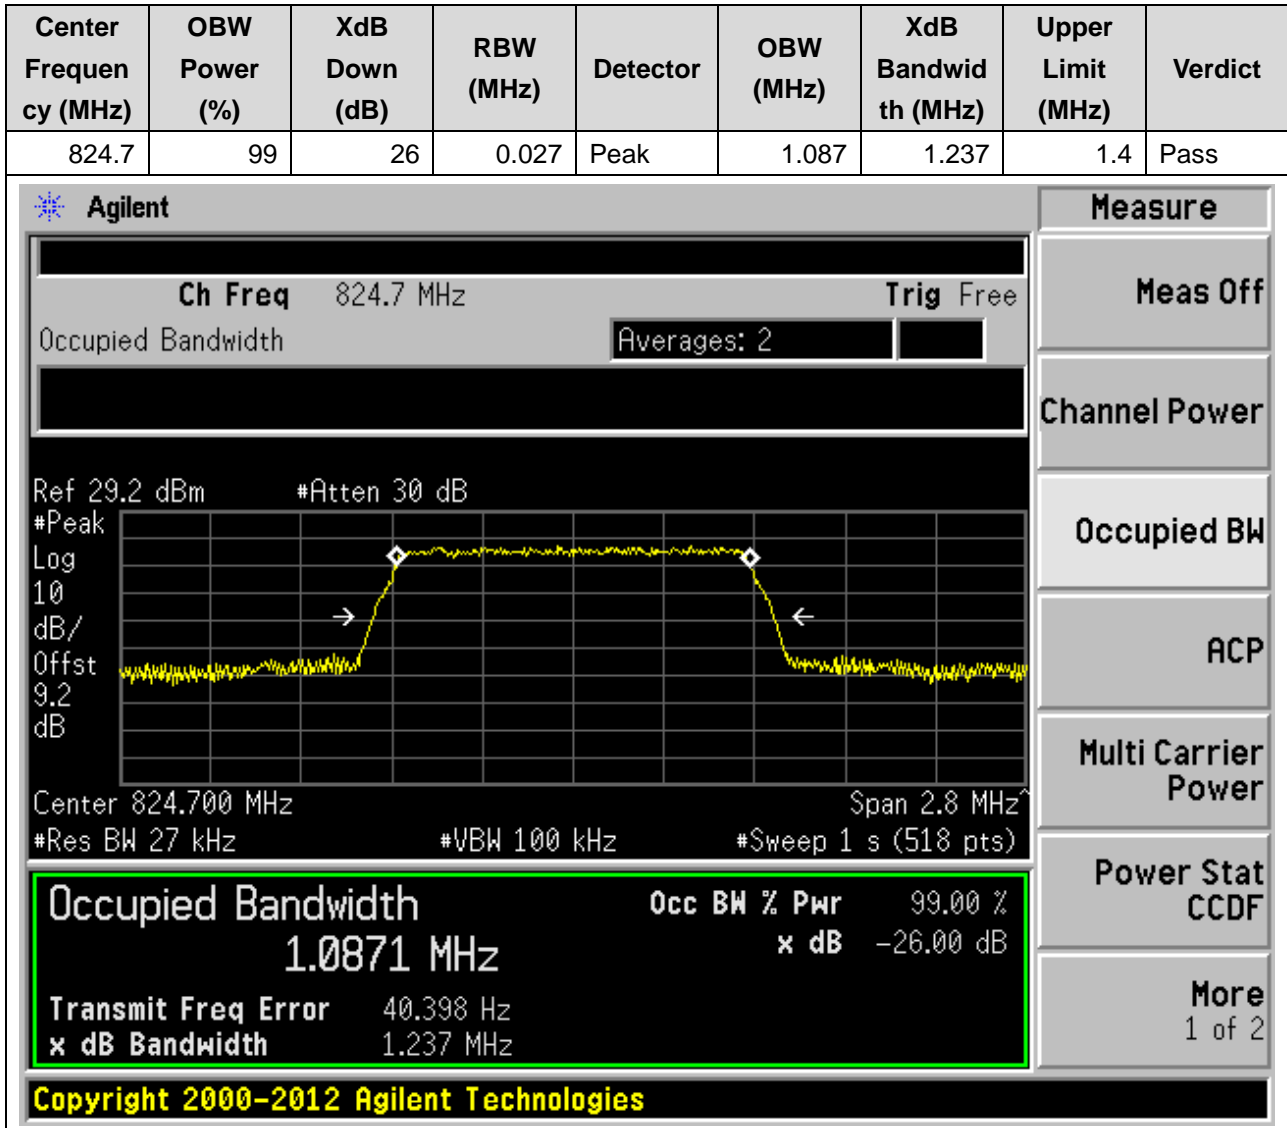 Center Frequen cy (MHz) OBW Power (%) XdB Down (dB) RBW (MHz) Detector OBW (MHz) XdB Bandwid th (MHz) Upper Limit (MHz) Verdict
824.7 99 26 0.027 Peak 1.087 1.237 1.4 Pass
Agilent
Measure
Ch Freq 824.7 MHz Trig Free
Occupied Bandwidth Averages: 2
Meas Off
Channel Power
Occupied BW
ACP
Multi Carrier
Power
Power Stat
CCDF
More
1 of 2
Ref 29.2 dBm #Atten 30 dB
#Peak
Log
10
dB/
Offst
9.2
dB
Center 824.700 MHz Span 2.8 MHz^
#Res BW 27 kHz #VBW 100 kHz #Sweep 1 s (518 pts)
Occupied Bandwidth Occ BW % Pwr 99.00 %
1.0871 MHz x dB -26.00 dB
Transmit Freq Error 40.398 Hz
x dB Bandwidth 1.237 MHz
Copyright 2000-2012 Agilent Technologies